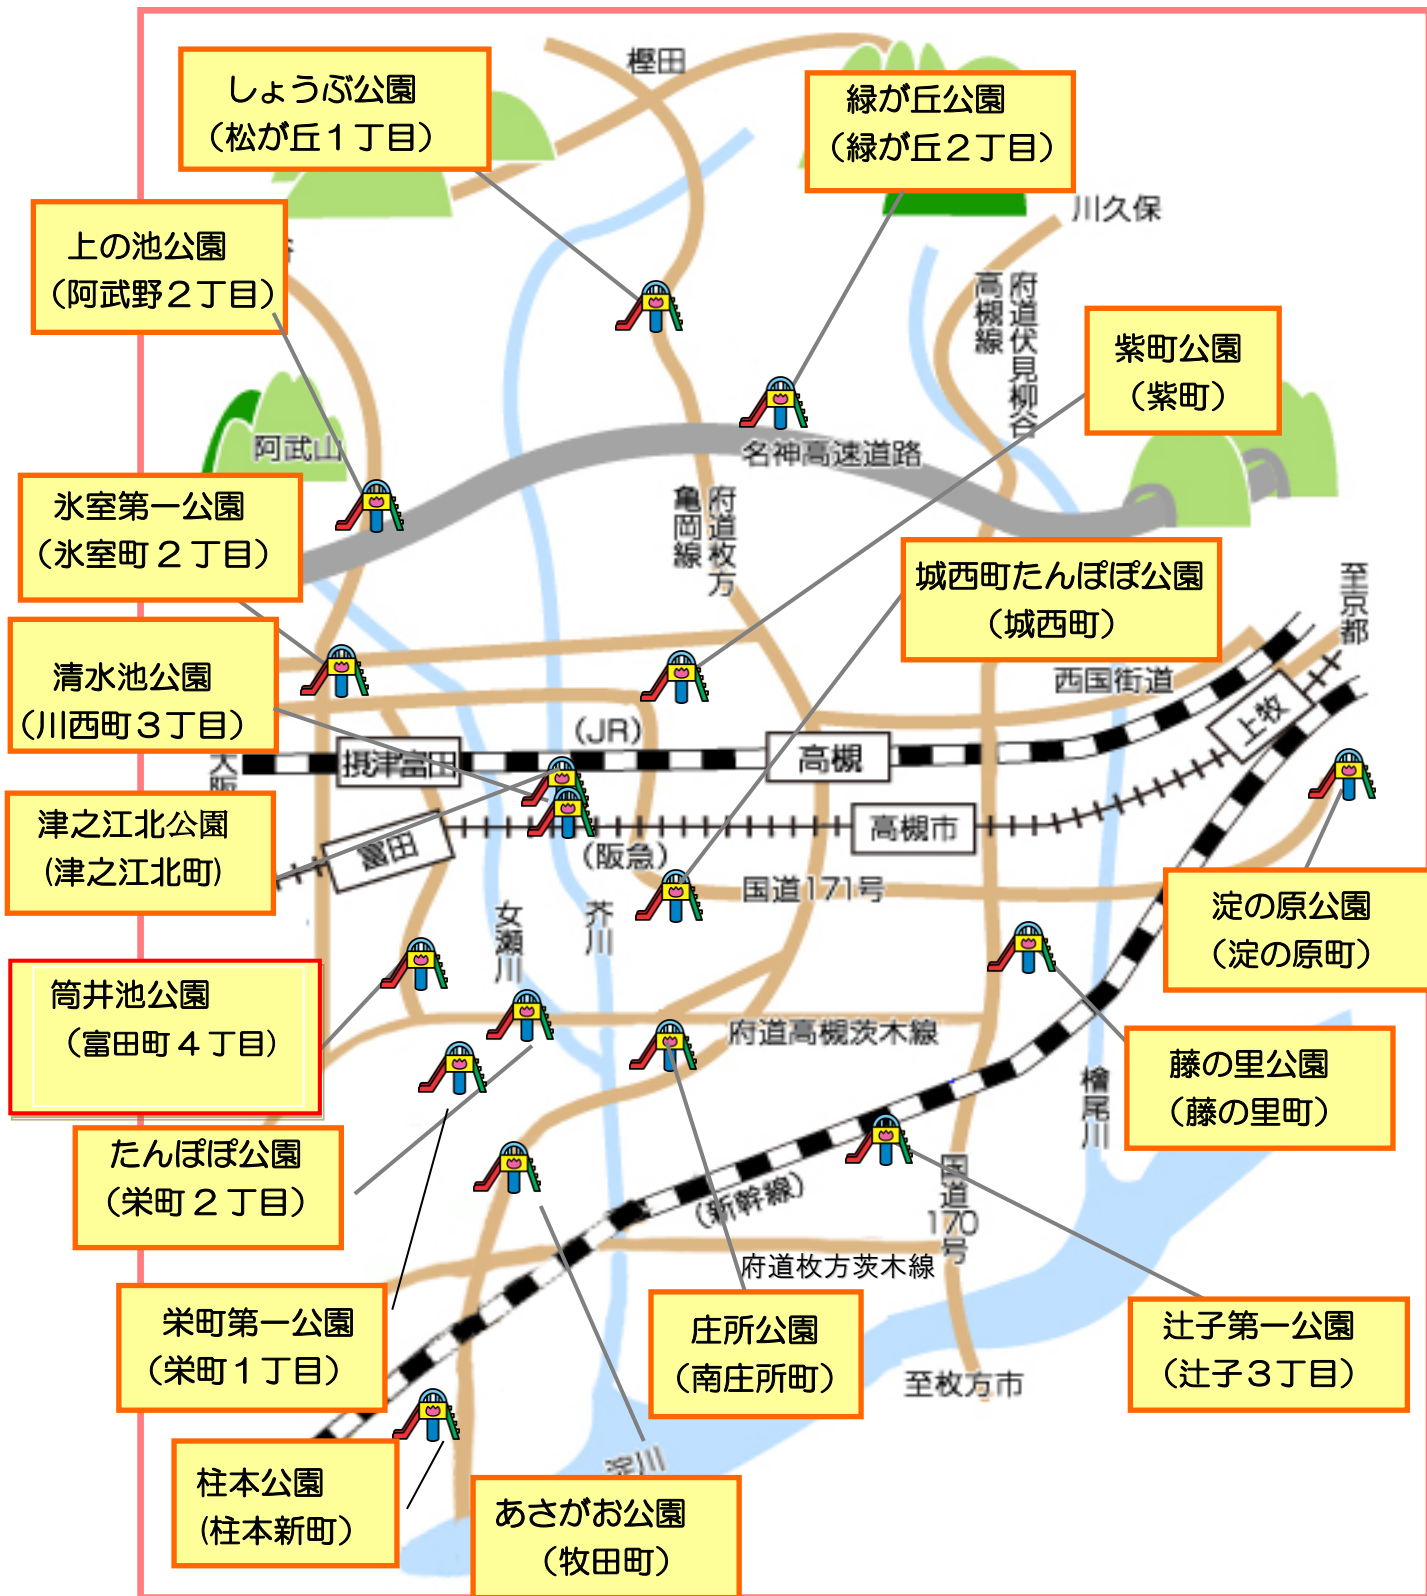 しょうぶ公園
（松が丘１丁目）
樫田
緑が丘公園
（緑が丘２丁目）
川久保
上の池公園
（阿武野２丁目）
府道伏見柳谷
高槻線
紫町公園
（紫町）
阿武山
名神高速道路
氷室第一公園
（氷室町２丁目）
府道枚方
亀岡線
城西町たんぽぽ公園
（城西町）
至京都
清水池公園
（川西町３丁目）
西国街道
（JR）
上牧
大阪
摂津富田
高槻
津之江北公園
（津之江北町）
富田
（阪急）
高槻市
国道171号
淀の原公園
（淀の原町）
女瀬川
芥川
筒井池公園
（富田町４丁目）
府道高槻茨木線
藤の里公園
（藤の里町）
檜尾川
たんぽぽ公園
（栄町２丁目）
（新幹線）
国道170号
府道枚方茨木線
栄町第一公園
（栄町１丁目）
庄所公園
（南庄所町）
辻子第一公園
（辻子３丁目）
至枚方市
柱本公園
（柱本新町）
淀川
あさがお公園
（牧田町）